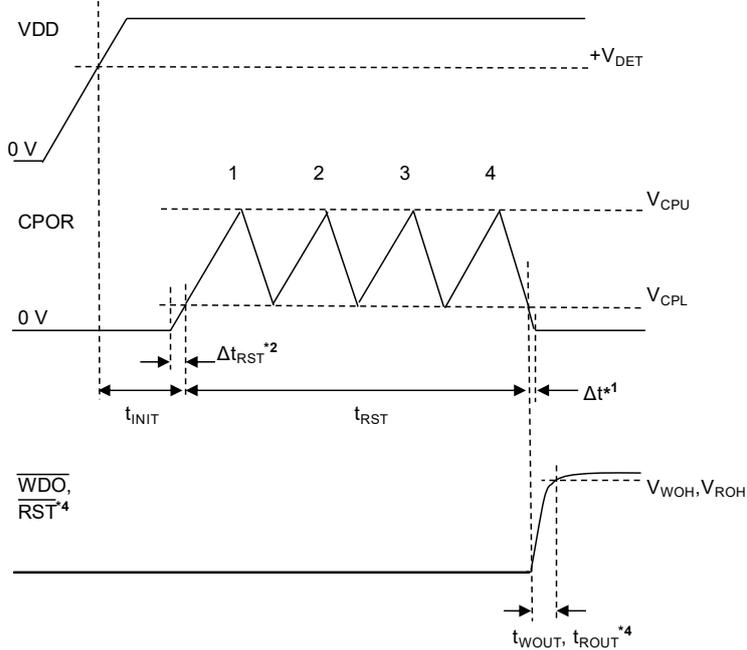 VDD
+VDET
0 V
1 2 3 4
VCPU
CPOR
VCPL
0 V
ΔtRST*2
tINIT
tRST
Δt*1
WDO,
RST*4
VWOH,VROH
tWOUT, tROUT*4